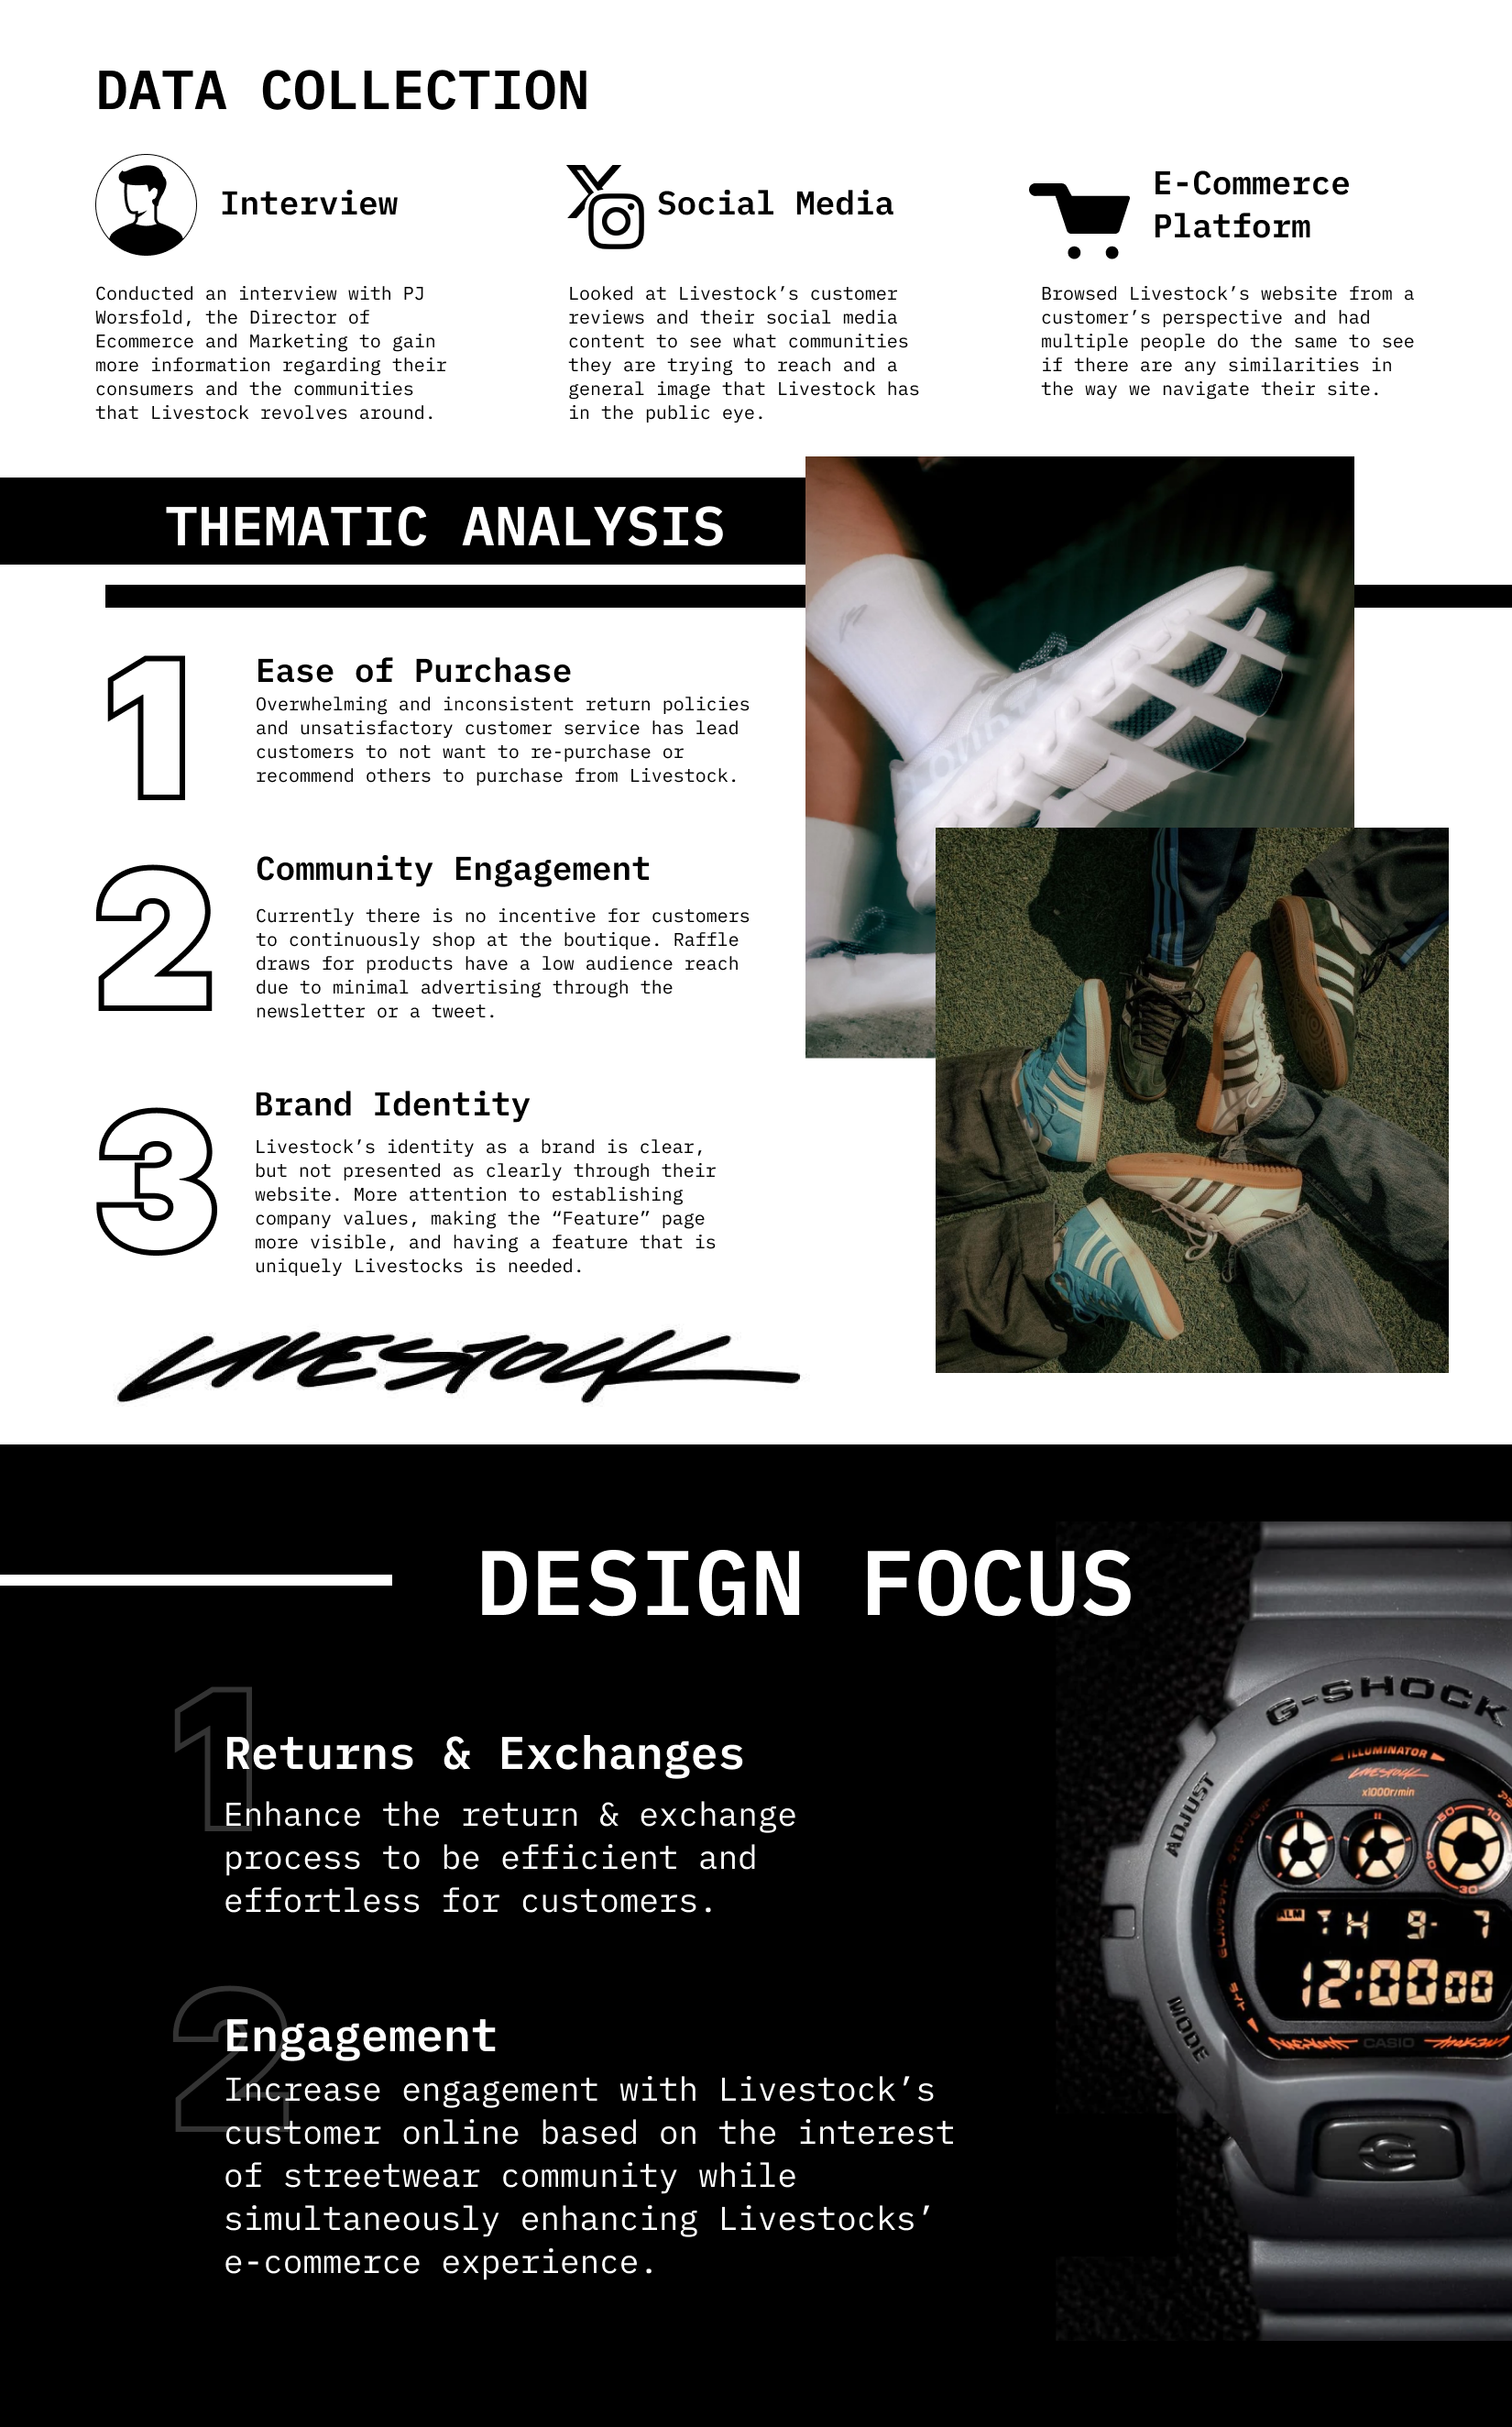 DATA COLLECTION
Interview
Conducted an interview with PJ
Worsfold, the Director of
Ecommerce and Marketing to gain
more information regarding their
consumers and the communities
that Livestock revolves around.
Social Media
Looked at Livestock’s customer
reviews and their social media
content to see what communities
they are trying to reach and a
general image that Livestock has
in the public eye.
E-Commerce
Platform
Browsed Livestock’s website from a
customer’s perspective and had
multiple people do the same to see
if there are any similarities in
the way we navigate their site.
THEMATIC ANALYSIS
1
Ease of Purchase
Overwhelming and inconsistent return policies
and unsatisfactory customer service has lead
customers to not want to re-purchase or
recommend others to purchase from Livestock.
2
Community Engagement
Currently there is no incentive for customers
to continuously shop at the boutique. Raffle
draws for products have a low audience reach
due to minimal advertising through the
newsletter or a tweet.
3
Brand Identity
Livestock’s identity as a brand is clear,
but not presented as clearly through their
website. More attention to establishing
company values, making the “Feature” page
more visible, and having a feature that is
uniquely Livestocks is needed.
LIVESTOCK
DESIGN FOCUS
1
Returns & Exchanges
Enhance the return & exchange
process to be efficient and
effortless for customers.
2
Engagement
Increase engagement with Livestock’s
customer online based on the interest
of streetwear community while
simultaneously enhancing Livestocks’
e-commerce experience.
G-SHOCK
ILLUMINATOR
LIVESTOCK
x1000r/min
ADJUST
50
10
40
30
ALM
TH 9- 7
12:00 00
MODE
CASIO
G